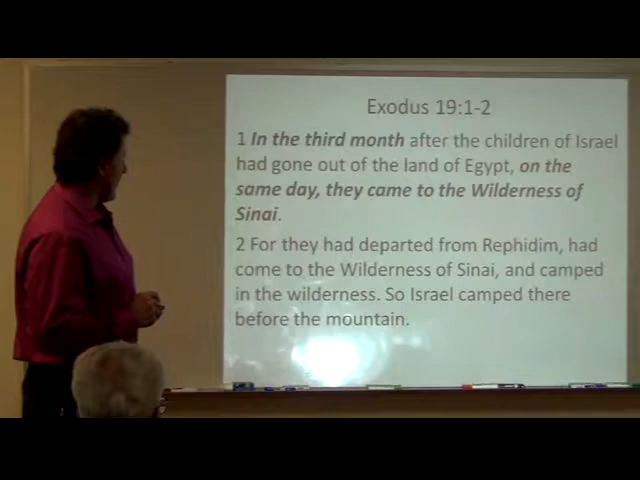 Exodus 19:1-2
1 In the third month after the children of Israel
had gone out of the land of Egypt, on the
same day, they came to the Wilderness of
Sinai.
2 For they had departed from Rephidim, had
come to the Wilderness of Sinai, and camped
in the wilderness. So Israel camped there
before the mountain.